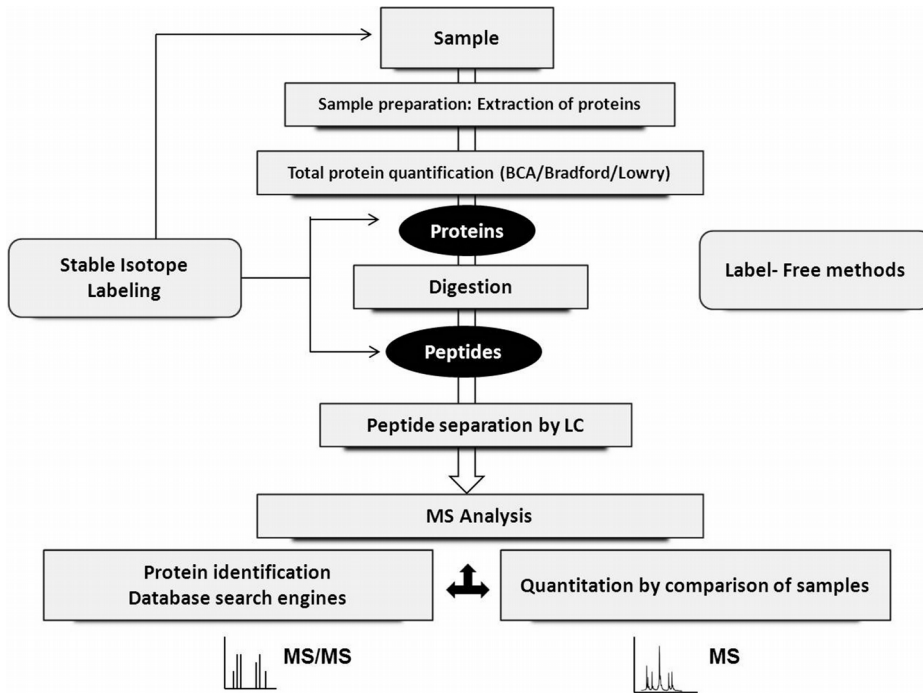 Sample
Sample preparation: Extraction of proteins
Total protein quantification (BCA/Bradford/Lowry)
Proteins
Stable Isotope
Labeling
Label- Free methods
Digestion
Peptides
Peptide separation by LC
MS Analysis
Protein identification
Database search engines
Quantitation by comparison of samples
MS/MS
MS